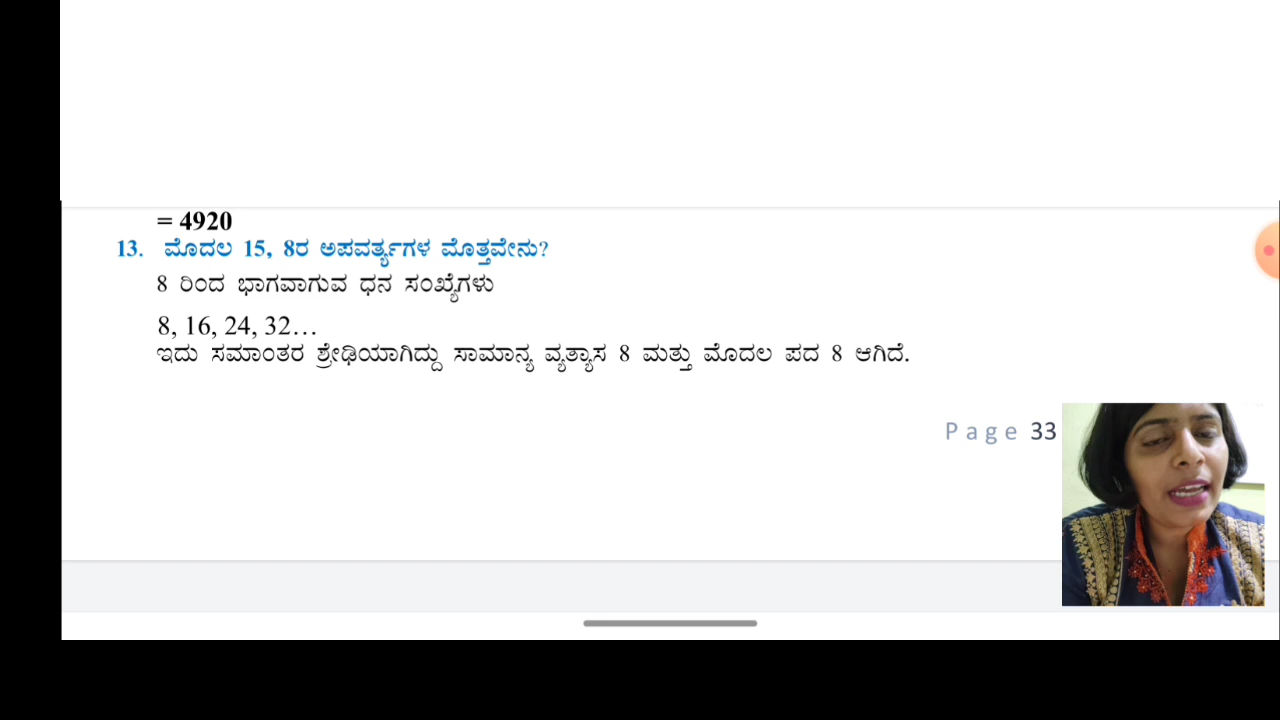 = 4920
13. ಮೊದಲ 15, 8ರ ಅಪವರ್ತ್ಯಗಳ ಮೊತ್ತವೇನು?
8 ರಿಂದ ಭಾಗವಾಗುವ ಧನ ಸಂಖ್ಯೆಗಳು
8, 16, 24, 32…
ಇದು ಸಮಾಂತರ ಶ್ರೇಢಿಯಾಗಿದ್ದು ಸಾಮಾನ್ಯ ವ್ಯತ್ಯಾಸ 8 ಮತ್ತು ಮೊದಲ ಪದ 8 ಆಗಿದೆ.
Page 33